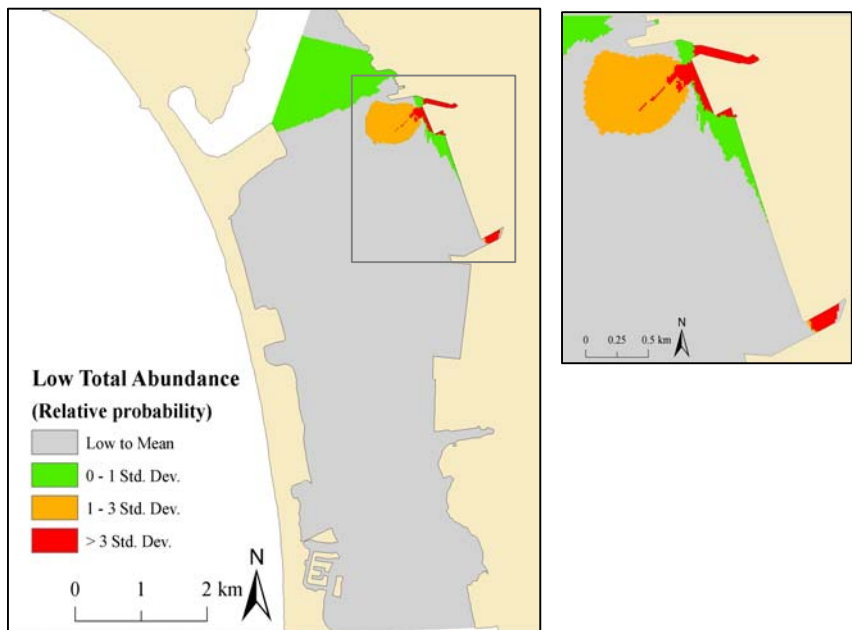 Low Total Abundance
(Relative probability)
Low to Mean
0 - 1 Std. Dev.
1 - 3 Std. Dev.
> 3 Std. Dev.
N
0 1 2 km
N
0 0.25 0.5 km